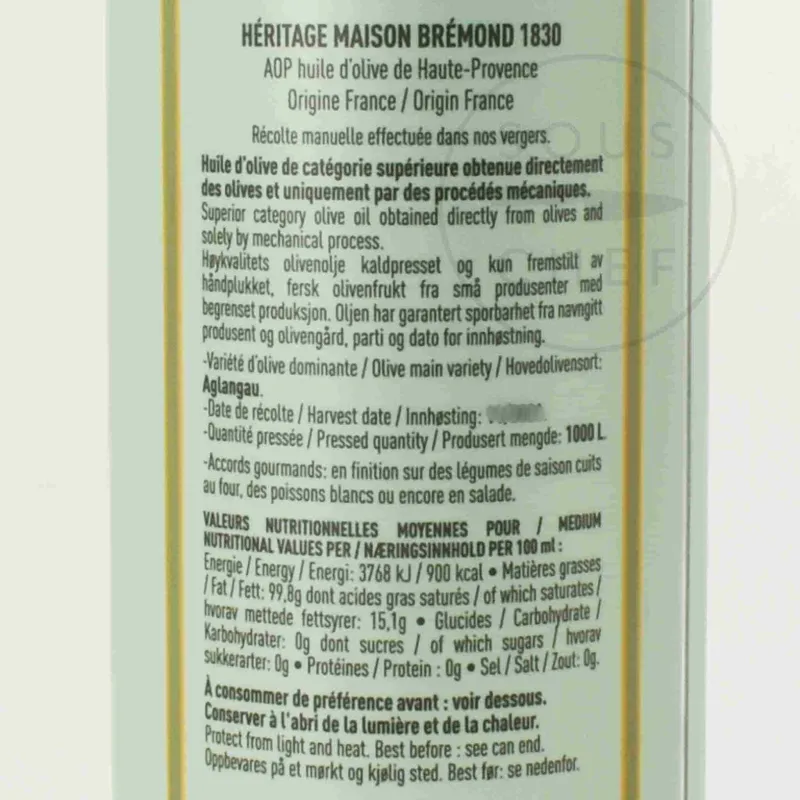 HÉRITAGE MAISON BRÉMOND 1830
AOP huile d'olive de Haute-Provence
Origine France / Origin France
Récolte manuelle effectuée dans nos vergers.
Huile d'olive de catégorie supérieure obtenue directement
des olives et uniquement par des procédés mécaniques.
Superior category olive oil obtained directly from olives and
solely by mechanical process.
Høykvalitets olivenolje kaldpresset og kun fremstilt av
håndplukket, fersk olivenfrukt fra små produsenter med
begrenset produksjon. Oljen har garantert sporbarhet fra navngitt
produsent og olivengård, parti og dato for innhøstning.
-Variété d'olive dominante / Olive main variety / Hovedolivensort:
Aglangau.
-Date de récolte / Harvest date / Innhøsting:
-Quantité pressée / Pressed quantity / Produsert mengde: 1000 L
-Accords gourmands: en finition sur des légumes de saison cuits
au four, des poissons blancs ou encore en salade.
VALEURS NUTRITIONNELLES MOYENNES POUR / MEDIUM
NUTRITIONAL VALUES PER / NÆRINGSINNHOLD PER 100 ml :
Energie / Energy / Energi: 3768 kJ / 900 kcal • Matières grasses
/ Fat / Fett: 99,8g dont acides gras saturés / of which saturates /
hvorav mettede fettsyrer: 15,1g • Glucides / Carbohydrate /
Karbohydrater: 0g dont sucres / of which sugars / hvorav
sukkerarter: 0g • Protéines / Protein : 0g • Sel / Salt / Zout: 0g.
À consommer de préférence avant : voir dessous.
Conserver à l'abri de la lumière et de la chaleur.
Protect from light and heat. Best before : see can end.
Oppbevares på et mørkt og kjølig sted. Best før: se nedenfor.
SOUS
CHEF